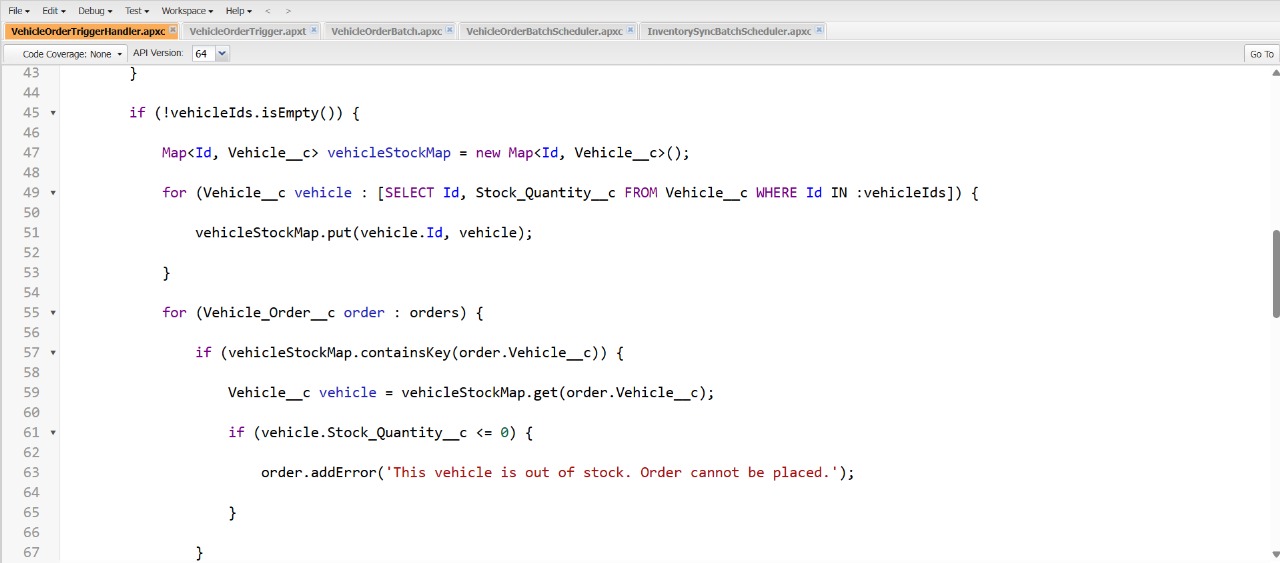 File Edit Debug Test Workspace Help < >
VehicleOrderTriggerHandler.apxc VehicleOrderTrigger.apxt VehicleOrderBatch.apxc VehicleOrderBatchScheduler.apxc InventorySyncBatchScheduler.apxc
Code Coverage: None API Version: 64 Go To
43 }
44
45 if (!vehicleIds.isEmpty()) {
46
47 Map<Id, Vehicle__c> vehicleStockMap = new Map<Id, Vehicle__c>();
48
49 for (Vehicle__c vehicle : [SELECT Id, Stock_Quantity__c FROM Vehicle__c WHERE Id IN :vehicleIds]) {
50
51 vehicleStockMap.put(vehicle.Id, vehicle);
52
53 }
54
55 for (Vehicle_Order__c order : orders) {
56
57 if (vehicleStockMap.containsKey(order.Vehicle__c)) {
58
59 Vehicle__c vehicle = vehicleStockMap.get(order.Vehicle__c);
60
61 if (vehicle.Stock_Quantity__c <= 0) {
62
63 order.addError('This vehicle is out of stock. Order cannot be placed.');
64
65 }
66
67 }